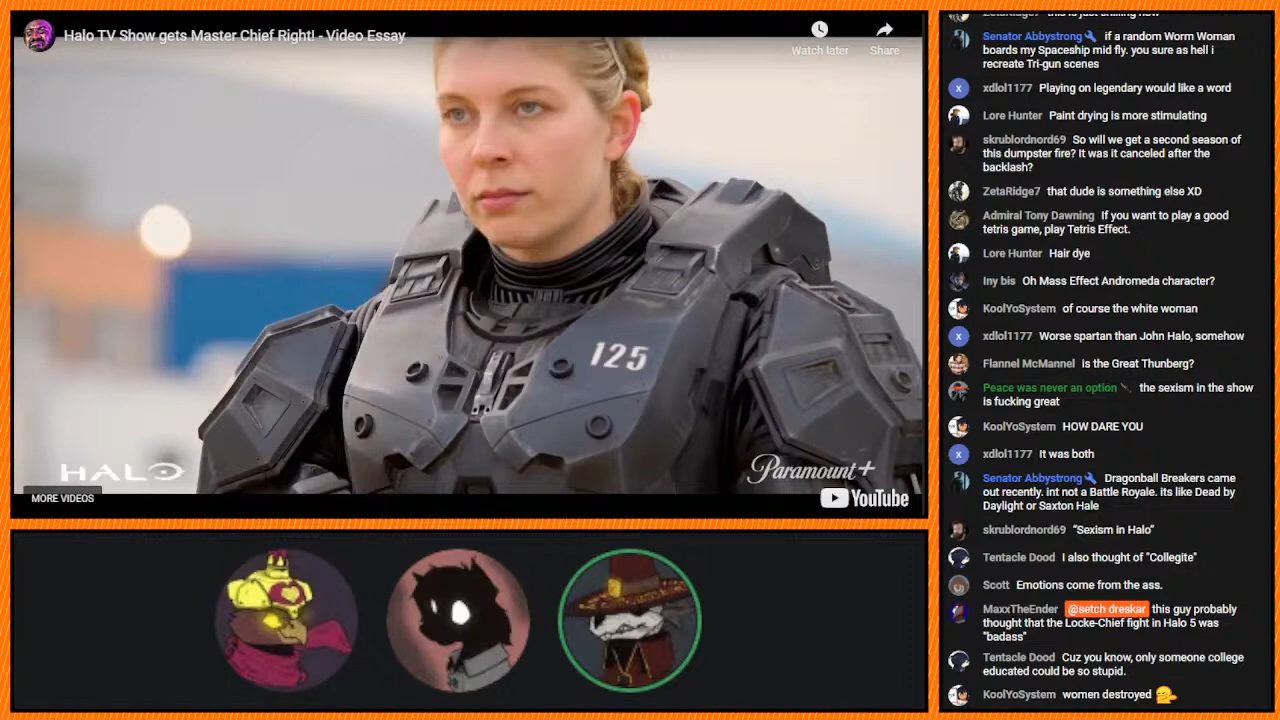 Halo TV Show gets Master Chief Right! - Video Essay
Watch later
Share
125
HALO
Paramount+
MORE VIDEOS
YouTube
Senator Abbystrong if a random Worm Woman
boards my Spaceship mid fly. you sure as hell i
recreate Tri-gun scenes
x
xdlol1177 Playing on legendary would like a word
Lore Hunter Paint drying is more stimulating
skrublordnord69 So will we get a second season of
this dumpster fire? It was it canceled after the
backlash?
ZetaRidge7 that dude is something else XD
Admiral Tony Dawning If you want to play a good
tetris game, play Tetris Effect.
Lore Hunter Hair dye
Iny bis Oh Mass Effect Andromeda character?
KoolYoSystem of course the white woman
x
xdlol1177 Worse spartan than John Halo, somehow
Flannel McMannel is the Great Thunberg?
Peace was never an option the sexism in the show
is fucking great
KoolYoSystem HOW DARE YOU
x
xdlol1177 It was both
Senator Abbystrong Dragonball Breakers came
out recently. int not a Battle Royale. its like Dead by
Daylight or Saxton Hale
skrublordnord69 “Sexism in Halo”
Tentacle Dood I also thought of "Collegite"
Scott Emotions come from the ass.
MaxxTheEnder @setch dreskar this guy probably
thought that the Locke-Chief fight in Halo 5 was
"badass"
Tentacle Dood Cuz you know, only someone college
educated could be so stupid.
KoolYoSystem women destroyed